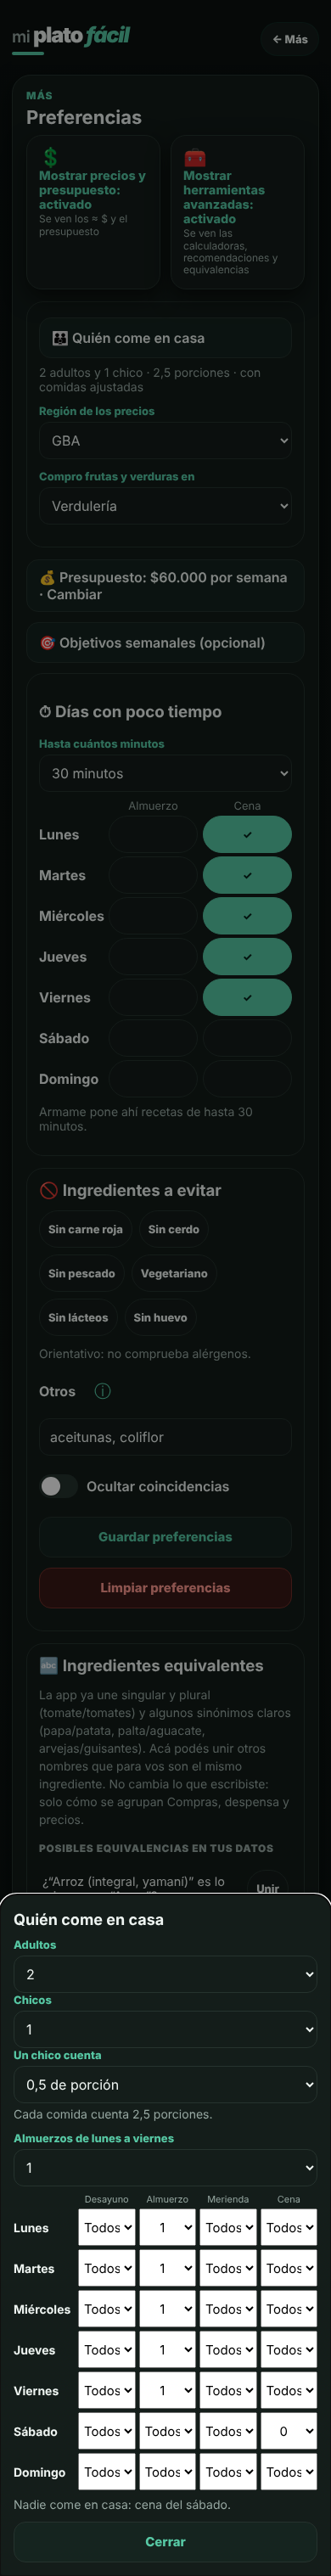 mi plato fácil
← Más
MÁS
Preferencias
Mostrar precios y
presupuesto:
activado
Se ven los ≈ $ y el
presupuesto
Mostrar
herramientas
avanzadas:
activado
Se ven las
calculadoras,
recomendaciones y
equivalencias
Quién come en casa
2 adultos y 1 chico · 2,5 porciones · con
comidas ajustadas
Región de los precios
GBA
Compro frutas y verduras en
Verdulería
Presupuesto: $60.000 por semana
· Cambiar
Objetivos semanales (opcional)
Días con poco tiempo
Hasta cuántos minutos
30 minutos
Almuerzo Cena
Lunes ✓
Martes ✓
Miércoles ✓
Jueves ✓
Viernes ✓
Sábado
Domingo
Armame pone ahí recetas de hasta 30
minutos.
Ingredientes a evitar
Sin carne roja Sin cerdo
Sin pescado Vegetariano
Sin lácteos Sin huevo
Orientativo: no comprueba alérgenos.
Otros ⓘ
aceitunas, coliflor
Ocultar coincidencias
Guardar preferencias
Limpiar preferencias
Ingredientes equivalentes
La app ya une singular y plural
(tomate/tomates) y algunos sinónimos claros
(papa/patata, palta/aguacate,
arvejas/guisantes). Acá podés unir otros
nombres que para vos son el mismo
ingrediente. No cambia lo que escribiste:
solo cómo se agrupan Compras, despensa y
precios.
POSIBLES EQUIVALENCIAS EN TUS DATOS
¿“Arroz (integral, yamaní)” es lo
Unir
Quién come en casa
Adultos
2
Chicos
1
Un chico cuenta
0,5 de porción
Cada comida cuenta 2,5 porciones.
Almuerzos de lunes a viernes
1
Desayuno Almuerzo Merienda Cena
Lunes Todos 1 Todos Todos
Martes Todos 1 Todos Todos
Miércoles Todos 1 Todos Todos
Jueves Todos 1 Todos Todos
Viernes Todos 1 Todos Todos
Sábado Todos Todos Todos 0
Domingo Todos Todos Todos Todos
Nadie come en casa: cena del sábado.
Cerrar